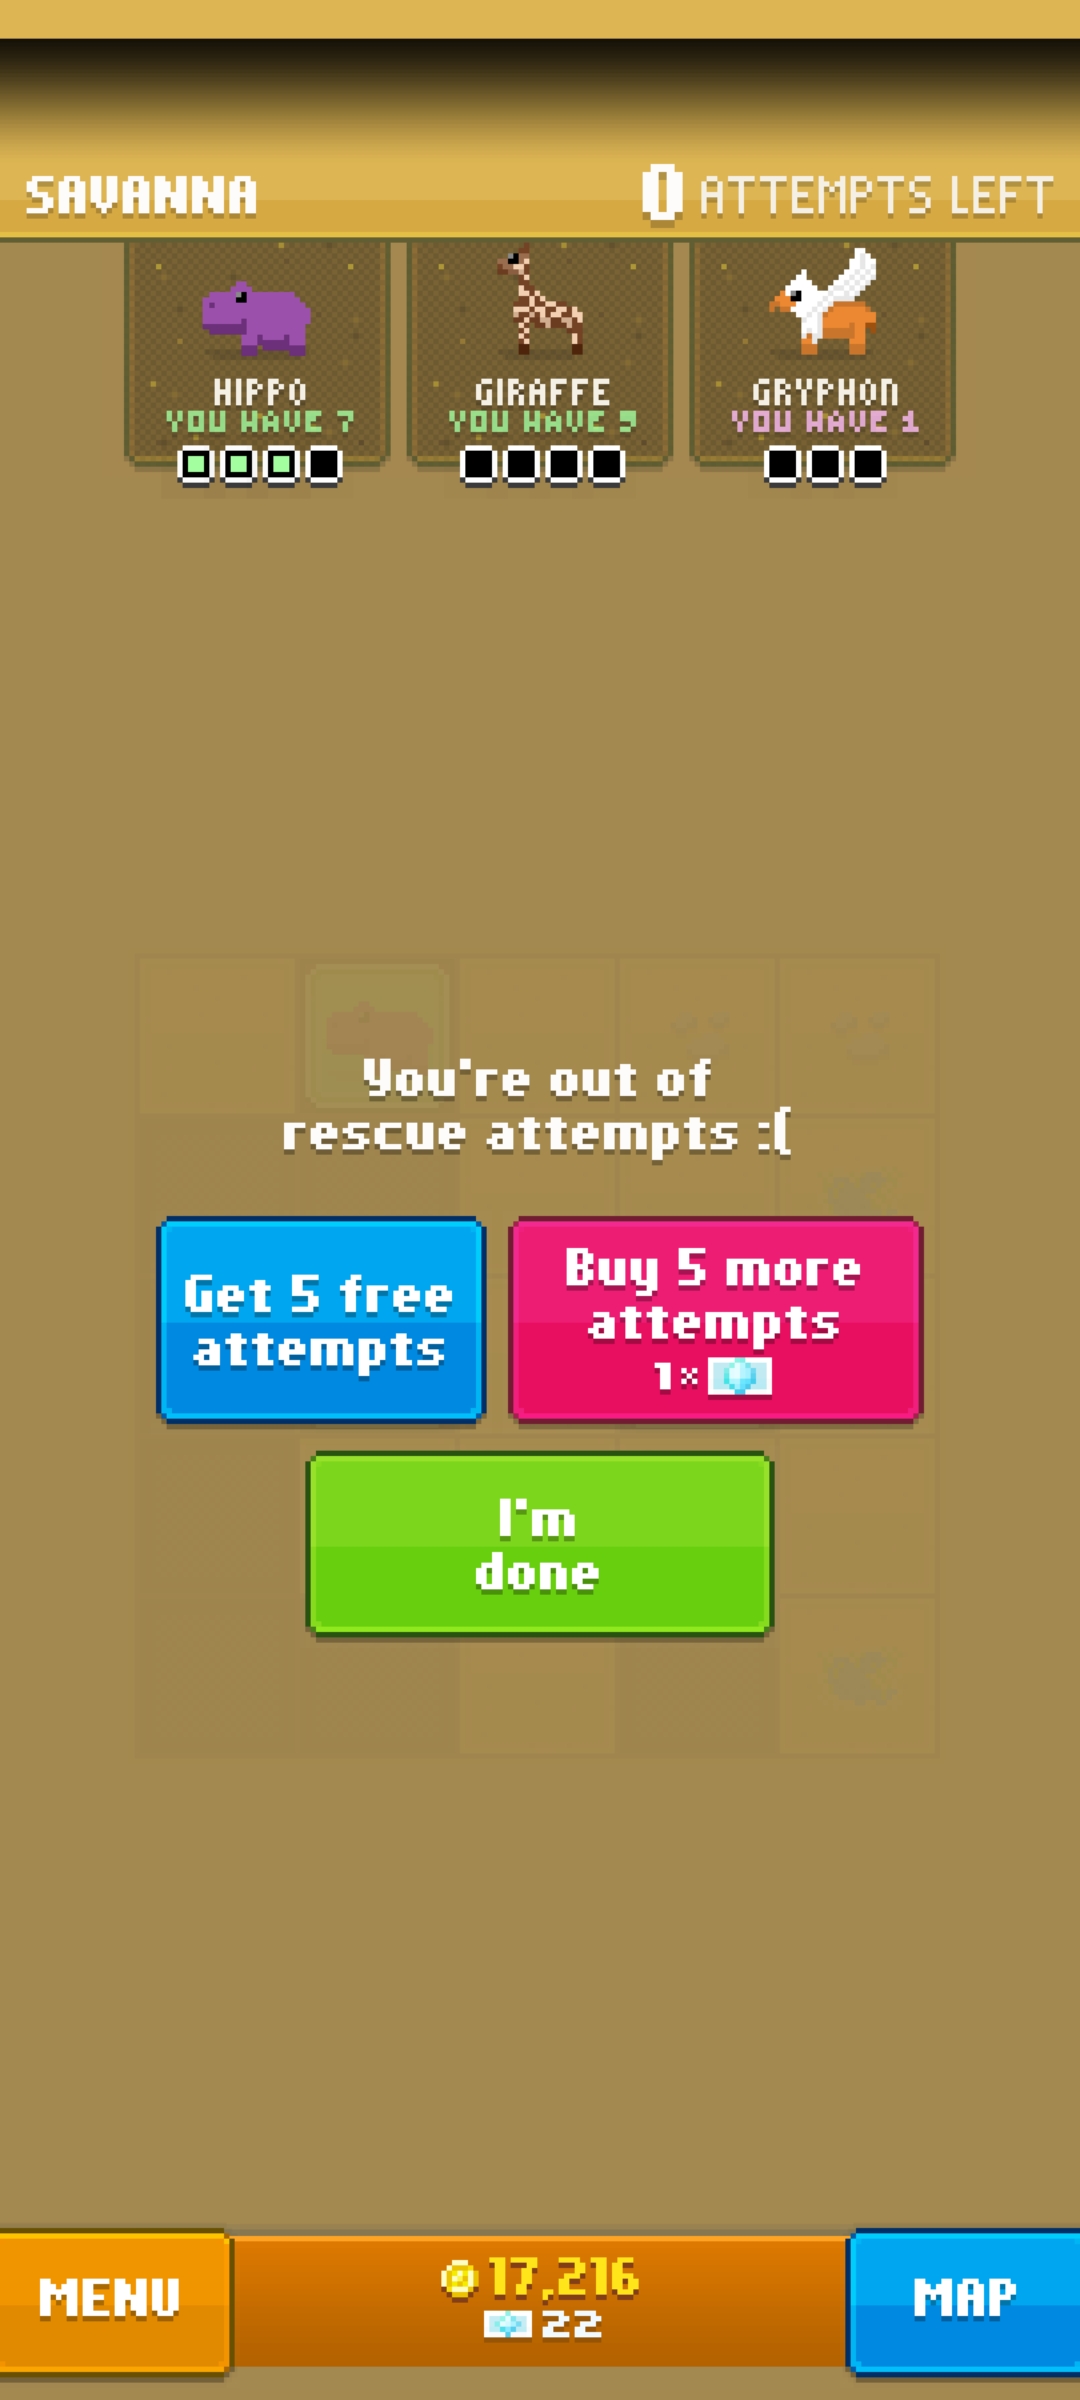 SAVANNA
0 ATTEMPTS LEFT
HIPPO
GIRAFFE
GRYPHON
YOU HAVE 7
YOU HAVE 9
YOU HAVE 1
You're out of
rescue attempts :(
Get 5 free
attempts
Buy 5 more
attempts
1×
I'm
done
MENU
17,216
22
MAP